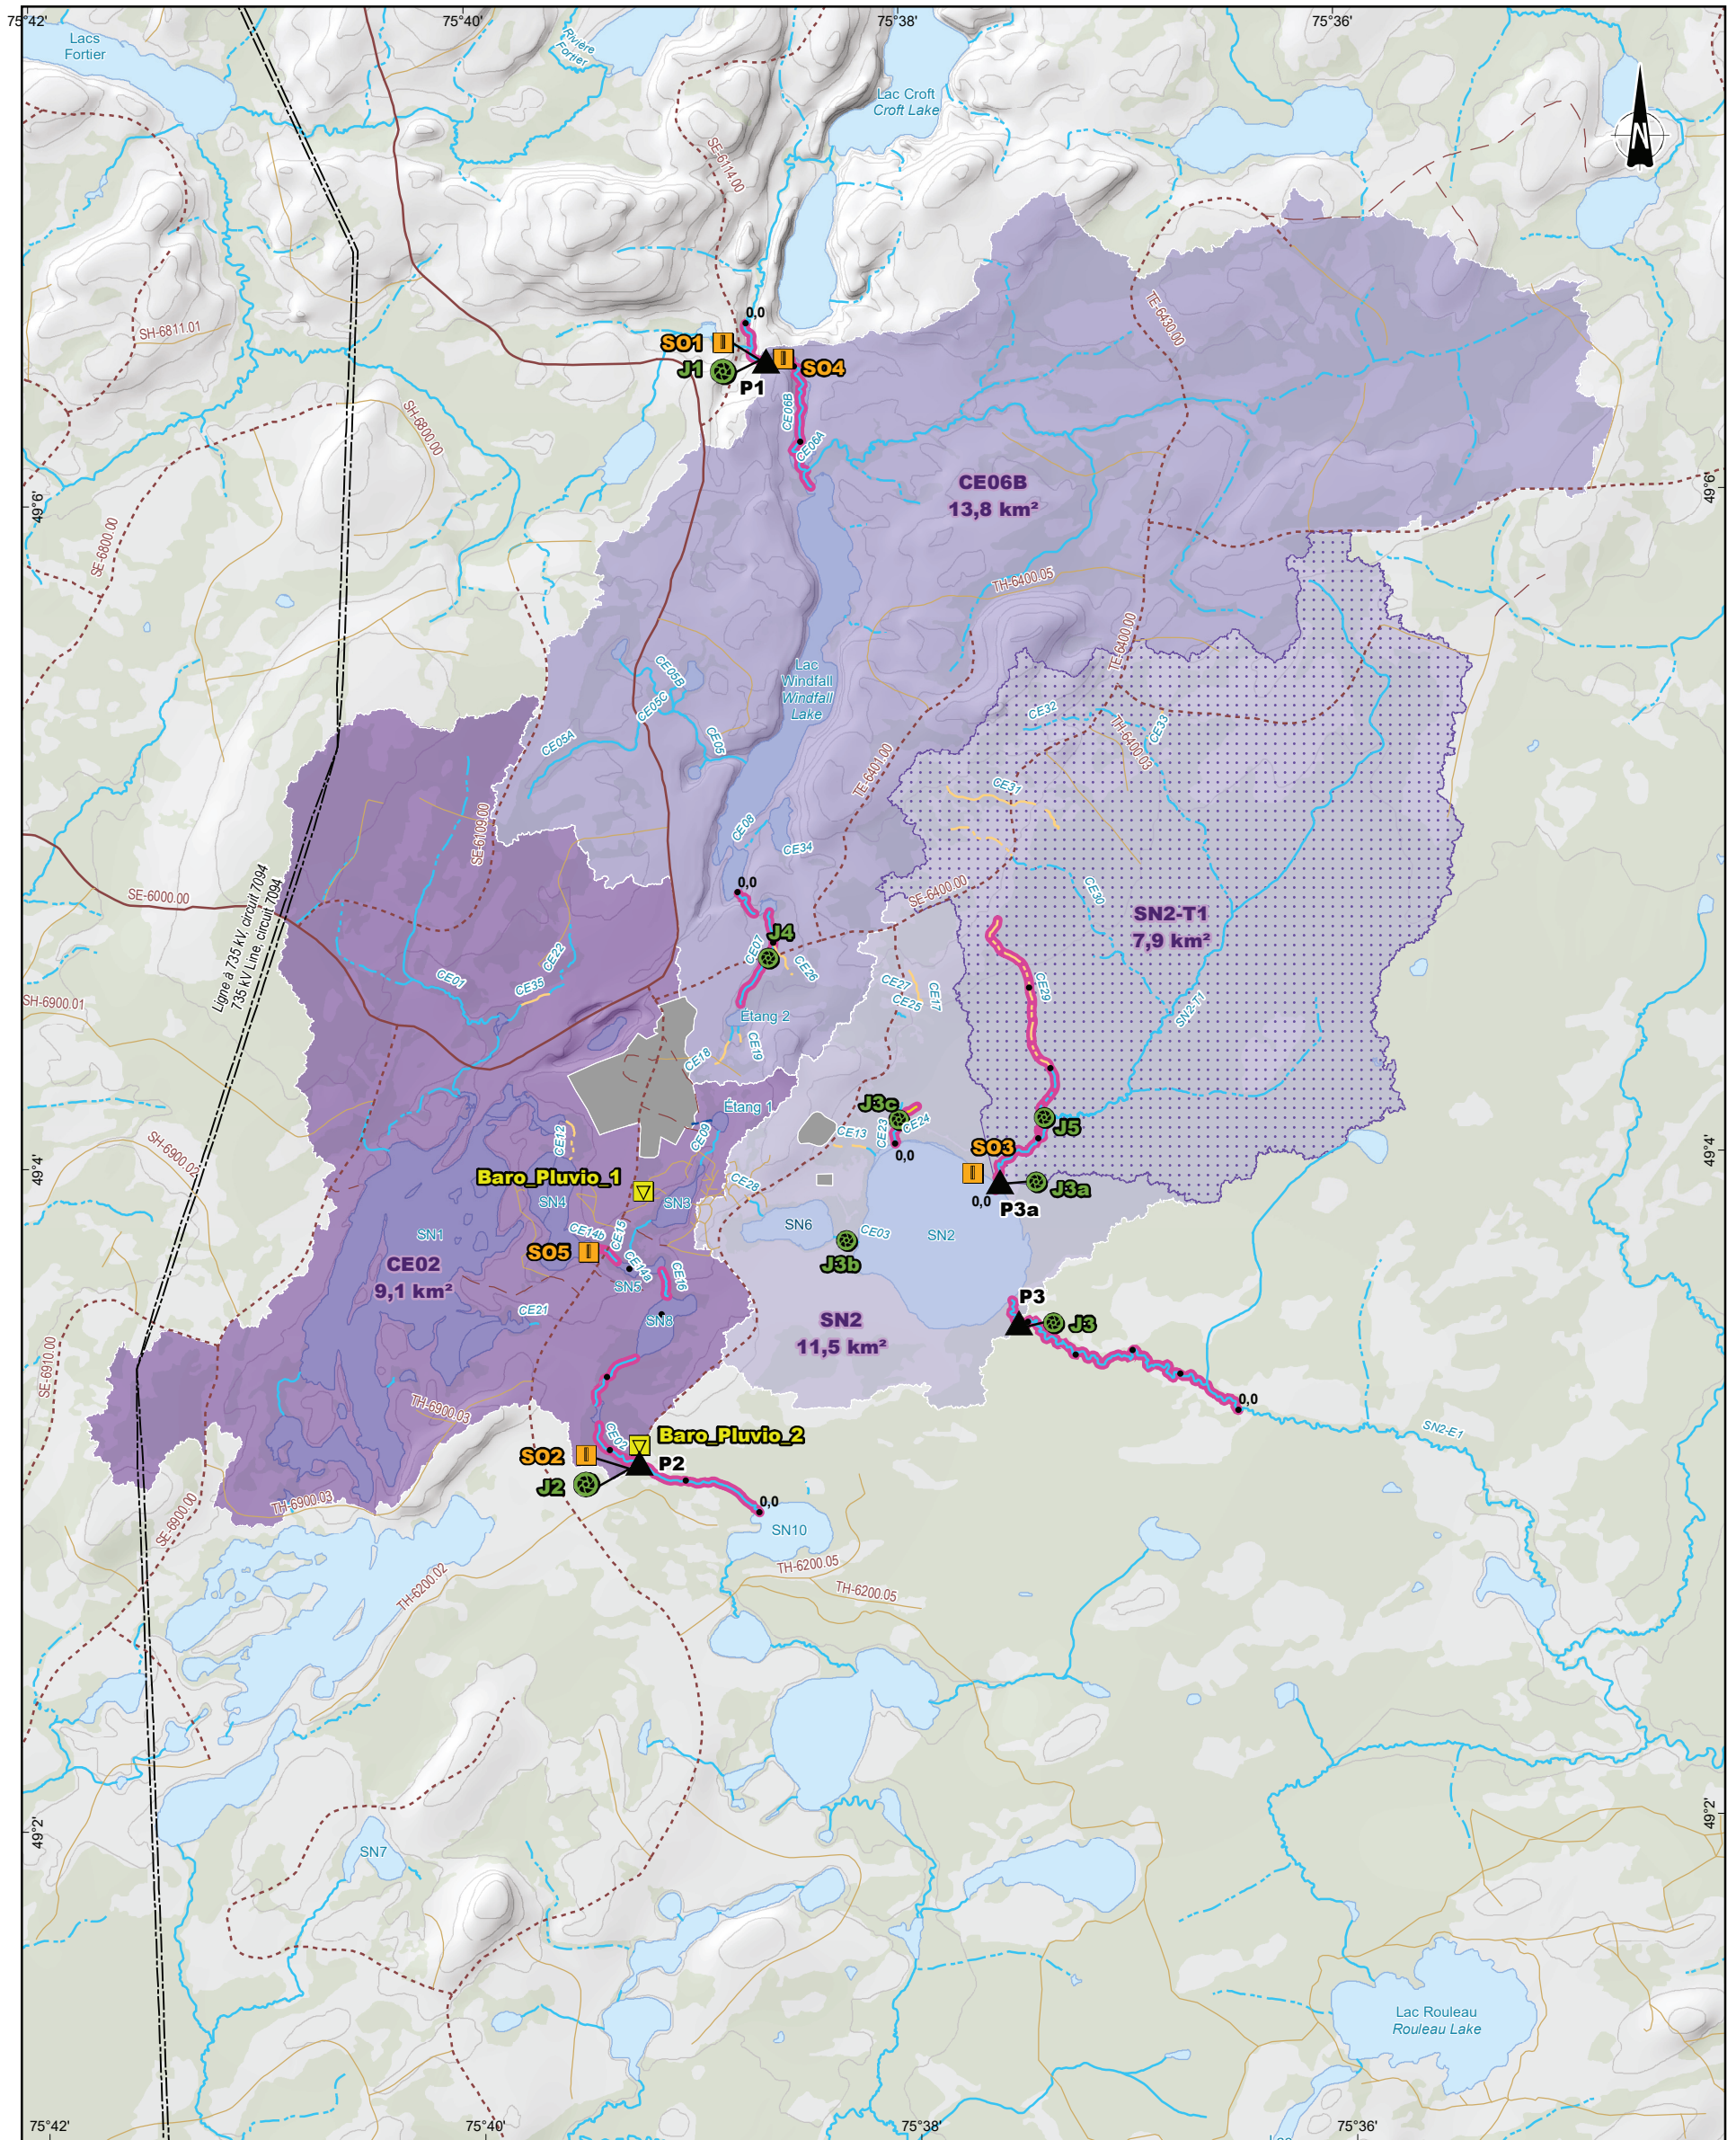 75°42'
75°40'
75°38'
75°36'
Lacs
Fortier
Rivière
Fortier
Lac Croft
Croft Lake
N
SE-6114.00
SH-6811.01
TE-6430.00
0,0
SO1
J1
P1
SO4
SH-6800.00
CE06B
CE06A
CE06B
13,8 km²
49°6'
49°6'
SE-6800.00
TH-6400.05
TE-6400.00
Lac
Windfall
Windfall
Lake
CE05B
CE05C
CE05A
CE05
CE32
CE33
TH-6400.03
TE-6401.00
CE31
SE-6109.00
CE08
CE34
SE-6000.00
0,0
SE-6400.00
CE30
SN2-T1
7,9 km²
Ligne à 735 kV, circuit 7094
735 kV Line, circuit 7094
J4
CE07
CE26
CE22
CE01
CE35
SH-6900.01
CE27
CE25
CE17
CE29
SN2-T1
Étang 2
CE19
CE18
Étang 1
J3c
CE24
CE23
CE13
CE09
CE12
0,0
J5
SO3
49°4'
49°4'
SH-6900.02
Baro_Pluvio_1
CE28
J3a
0,0
P3a
SN4
SN3
SN6
CE03
SN2
SN1
CE14b
CE15
SO5
J3b
CE14a
SN5
CE16
CE02
9,1 km²
CE21
SN8
SN2
11,5 km²
P3
J3
SE-6910.00
TH-6900.03
0,0
SN2-E1
CE02
Baro_Pluvio_2
SO2
P2
J2
0,0
TH-6900.03
SE-6900.00
SN10
TH-6200.05
TH-6200.05
TH-6200.02
49°2'
49°2'
SN7
Lac Rouleau
Rouleau Lake
75°42'
75°40'
75°38'
75°36'